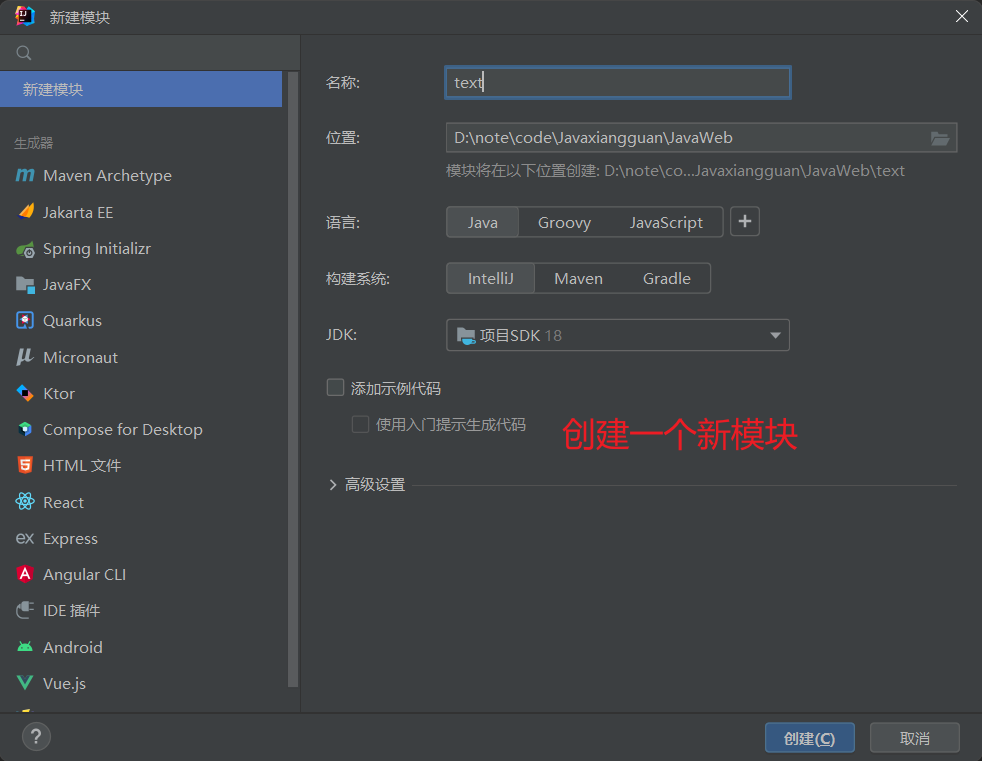 新建模块
新建模块
生成器
Maven Archetype
Jakarta EE
Spring Initializr
JavaFX
Quarkus
Micronaut
Ktor
Compose for Desktop
HTML 文件
React
Express
Angular CLI
IDE 插件
Android
Vue.js
名称: text
位置: D:\note\code\Javaxiangguan\JavaWeb
模块将在以下位置创建: D:\note\co...Javaxiangguan\JavaWeb\text
语言: Java Groovy JavaScript +
构建系统: IntelliJ Maven Gradle
JDK: 项目SDK 18
添加示例代码
使用入门提示生成代码
创建一个新模块
高级设置
? 创建(C) 取消